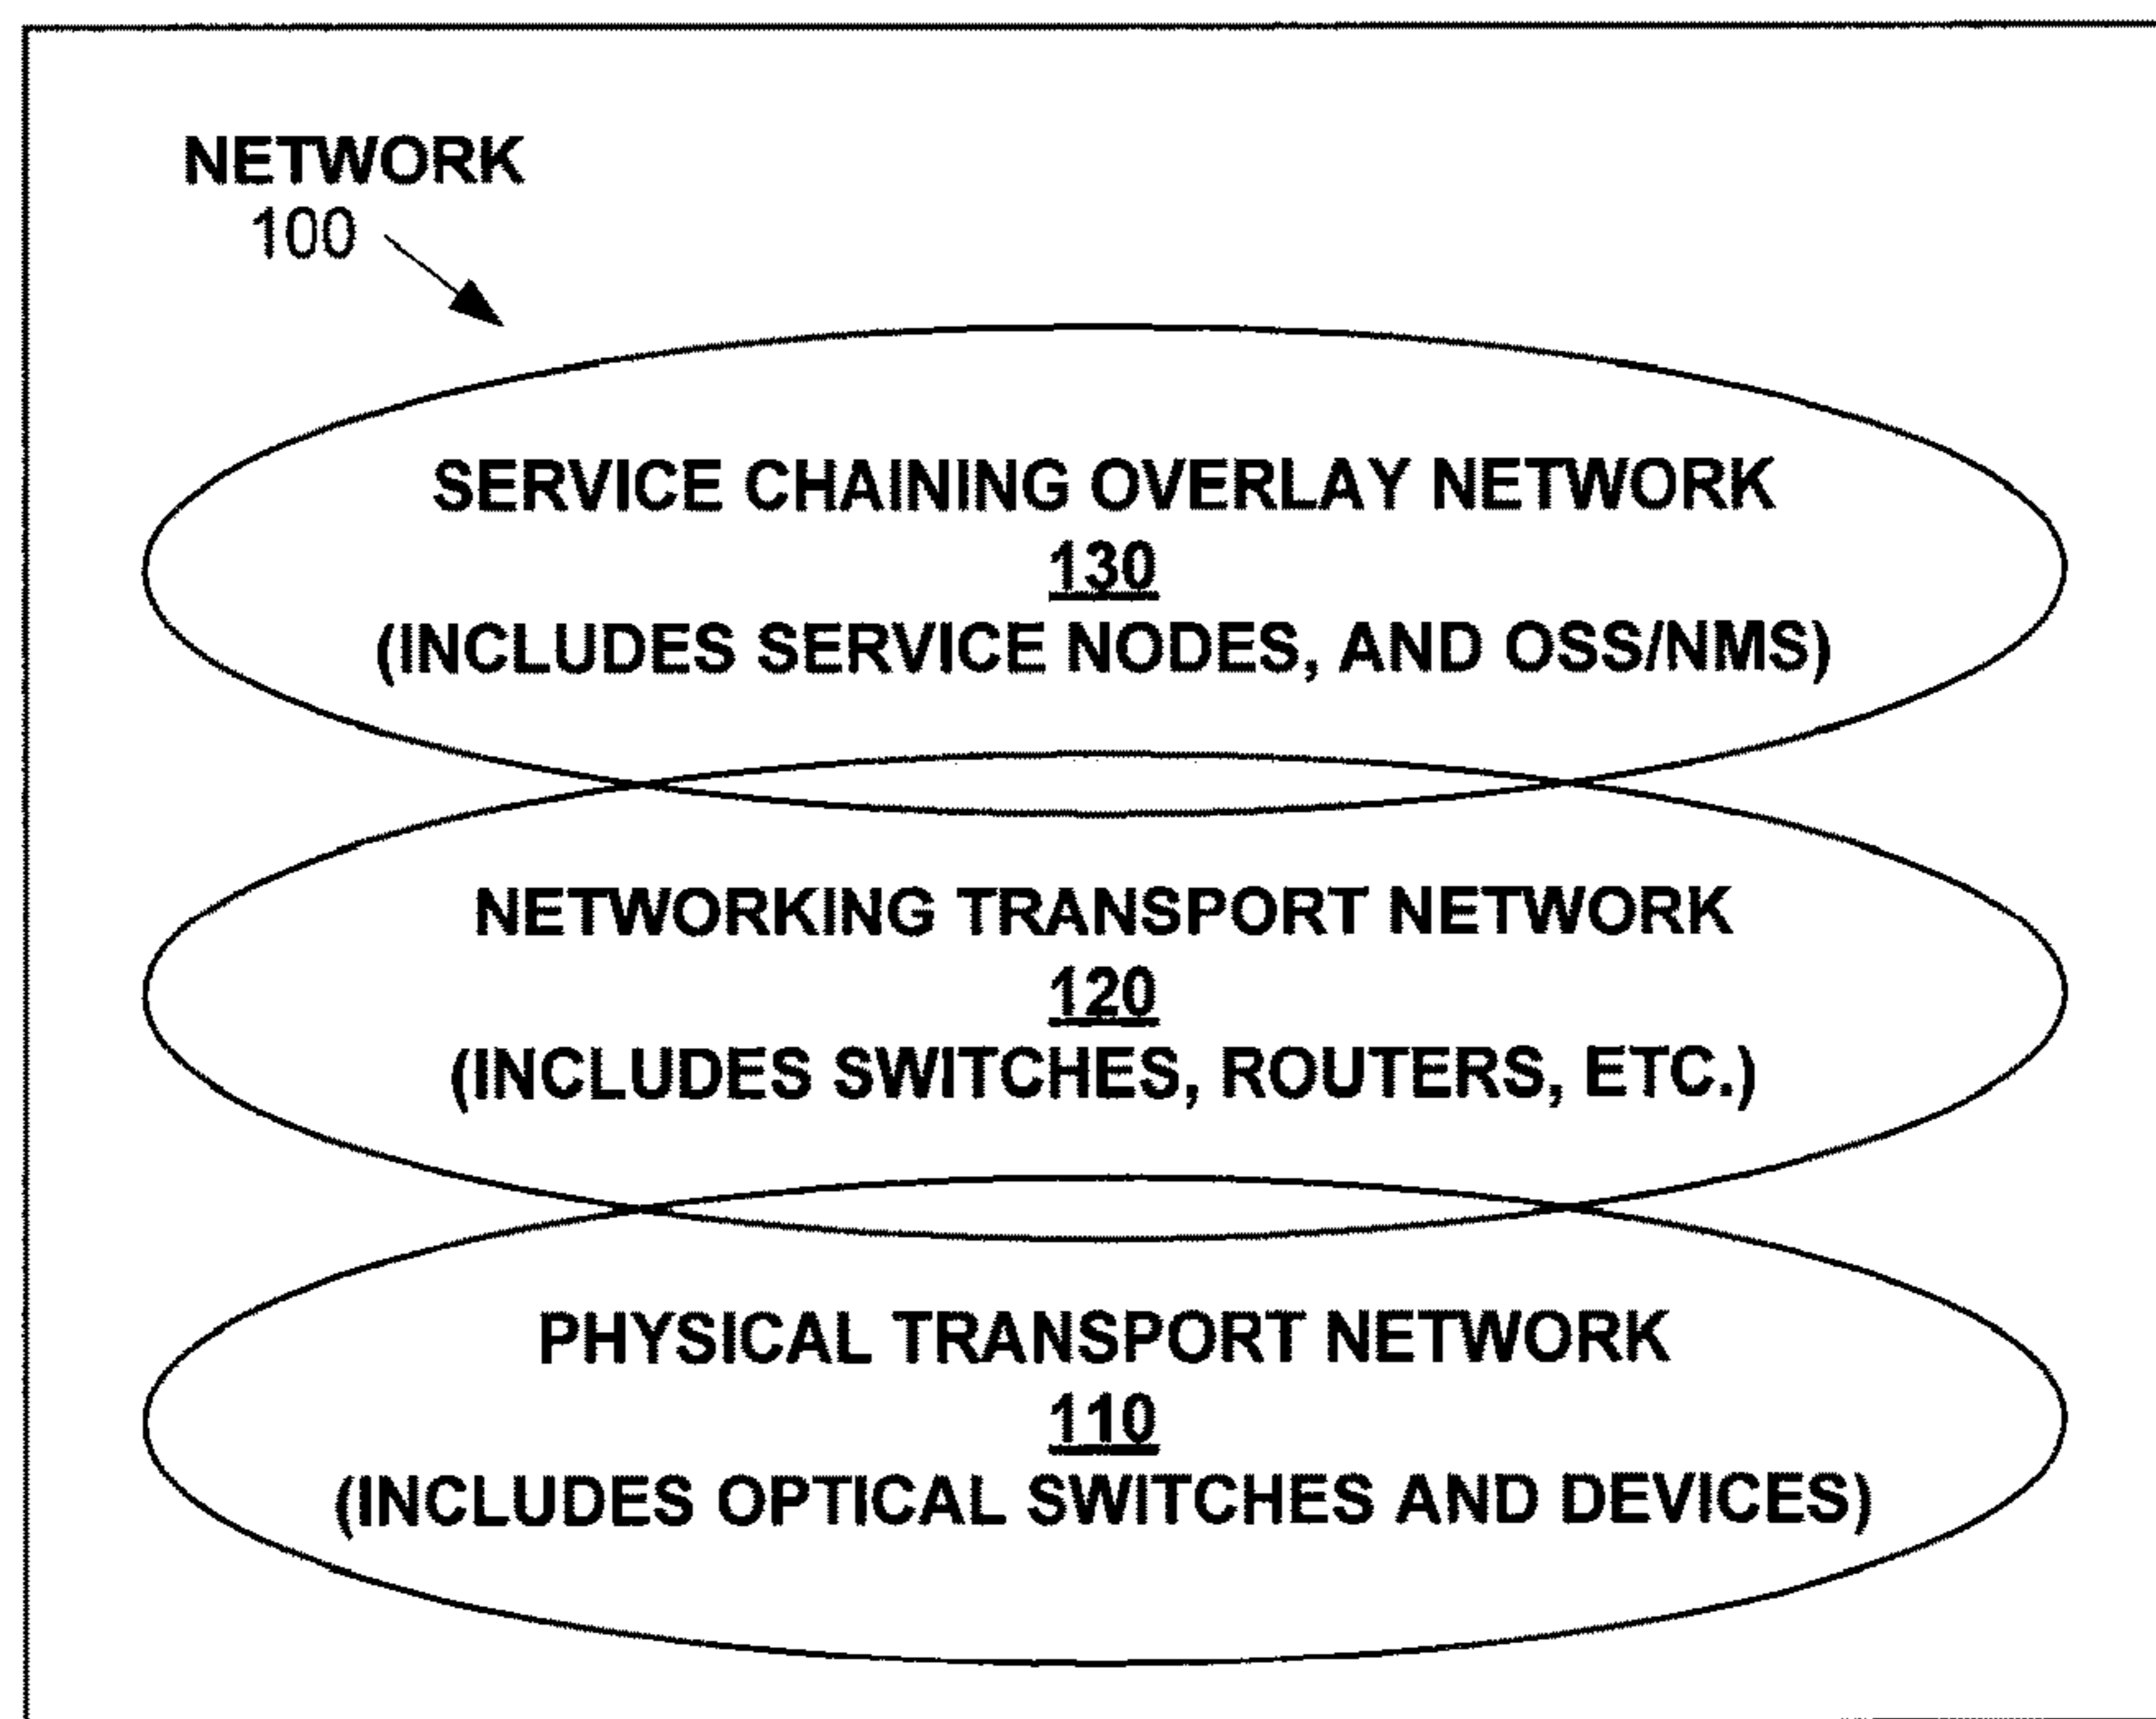 NETWORK
100
SERVICE CHAINING OVERLAY NETWORK
130
(INCLUDES SERVICE NODES, AND OSS/NMS)
NETWORKING TRANSPORT NETWORK
120
(INCLUDES SWITCHES, ROUTERS, ETC.)
PHYSICAL TRANSPORT NETWORK
110
(INCLUDES OPTICAL SWITCHES AND DEVICES)